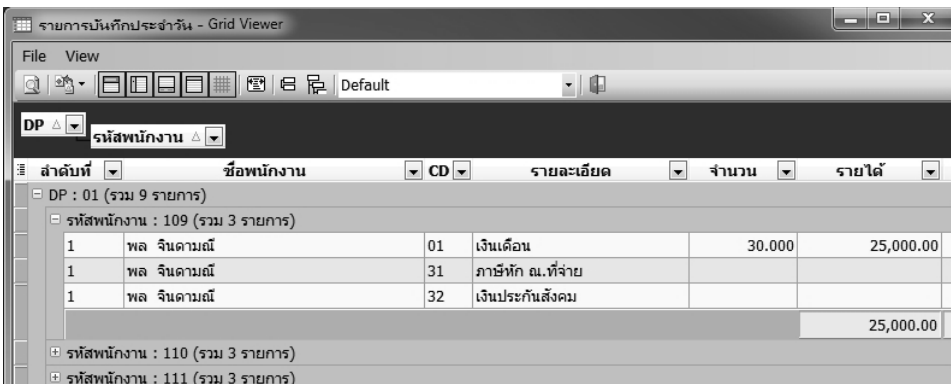 รายการบันทึกประจำวัน - Grid Viewer
File View
Default
DP
รหัสพนักงาน
ลำดับที่ ชื่อพนักงาน CD รายละเอียด จำนวน รายได้
DP : 01 (รวม 9 รายการ)
รหัสพนักงาน : 109 (รวม 3 รายการ)
1 พล จินดามณี 01 เงินเดือน 30.000 25,000.00
1 พล จินดามณี 31 ภาษีหัก ณ.ที่จ่าย
1 พล จินดามณี 32 เงินประกันสังคม
25,000.00
รหัสพนักงาน : 110 (รวม 3 รายการ)
รหัสพนักงาน : 111 (รวม 3 รายการ)